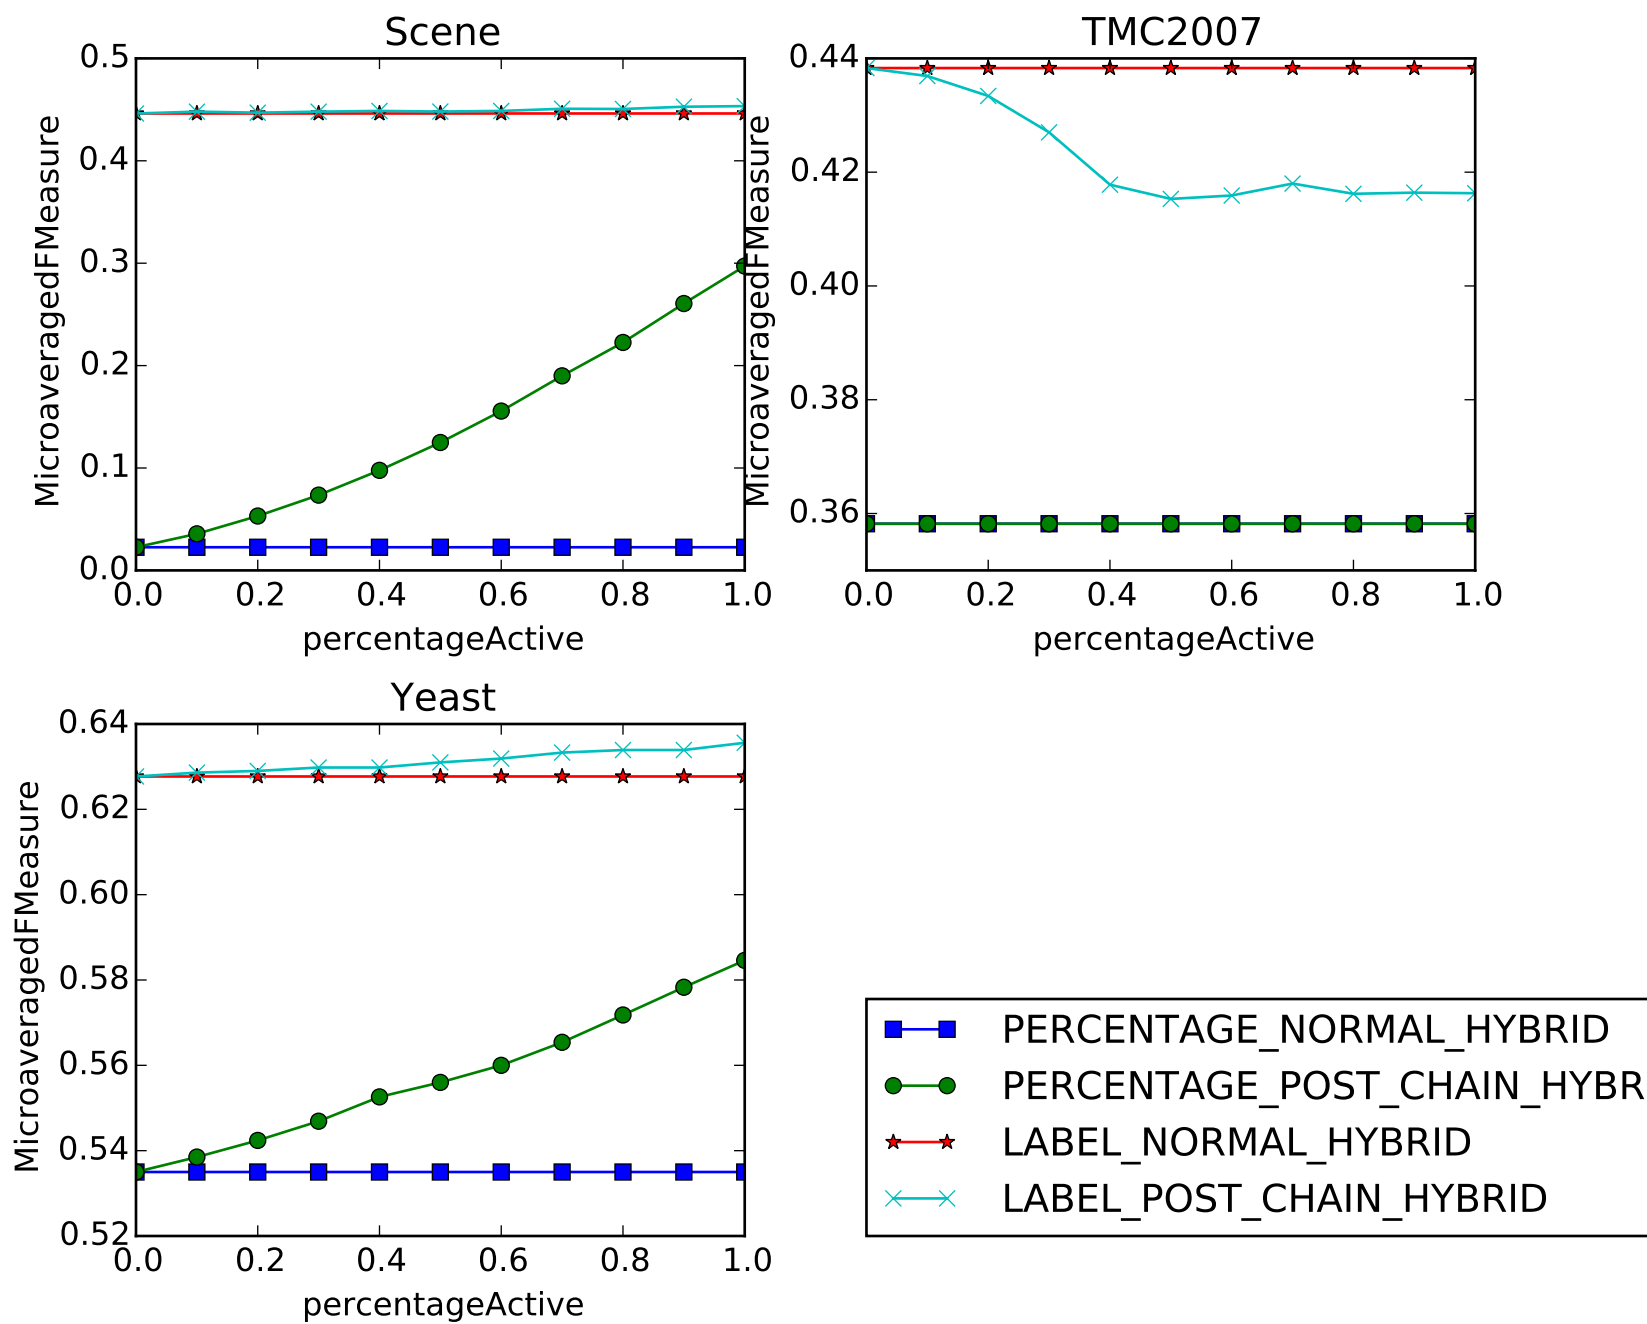 Scene
0.5
0.4
0.3
0.2
0.1
0.0
MicroaveragedFMeasure
0.0 0.2 0.4 0.6 0.8 1.0
percentageActive
TMC2007
0.44
0.42
0.40
0.38
0.36
MicroaveragedFMeasure
0.0 0.2 0.4 0.6 0.8 1.0
percentageActive
Yeast
0.64
0.62
0.60
0.58
0.56
0.54
0.52
MicroaveragedFMeasure
0.0 0.2 0.4 0.6 0.8 1.0
percentageActive
PERCENTAGE_NORMAL_HYBRID
PERCENTAGE_POST_CHAIN_HYBR
LABEL_NORMAL_HYBRID
LABEL_POST_CHAIN_HYBRID